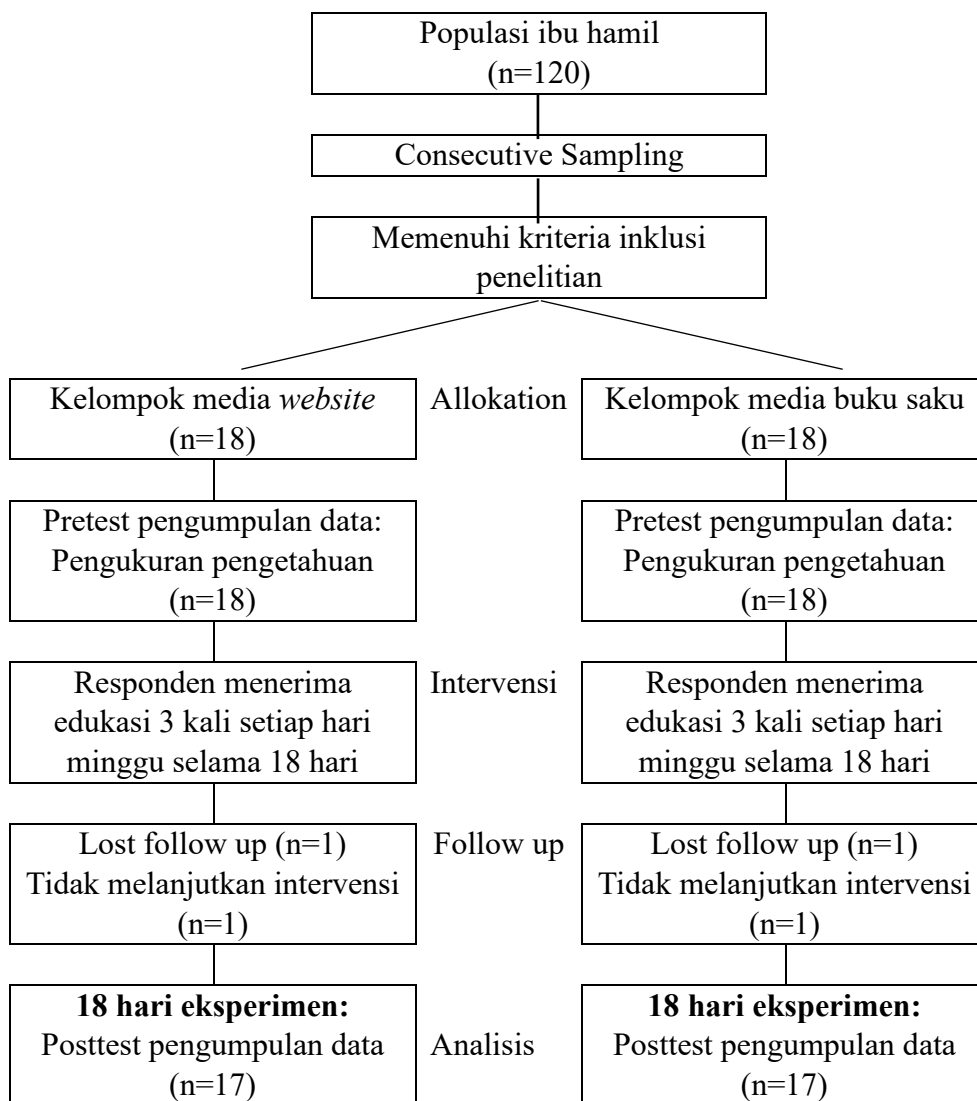 Populasi ibu hamil
(n=120)
Consecutive Sampling
Memenuhi kriteria inklusi
penelitian
Kelompok media website
(n=18)
Allokation
Kelompok media buku saku
(n=18)
Pretest pengumpulan data:
Pengukuran pengetahuan
(n=18)
Pretest pengumpulan data:
Pengukuran pengetahuan
(n=18)
Responden menerima
edukasi 3 kali setiap hari
minggu selama 18 hari
Intervensi
Responden menerima
edukasi 3 kali setiap hari
minggu selama 18 hari
Lost follow up (n=1)
Tidak melanjutkan intervensi
(n=1)
Follow up
Lost follow up (n=1)
Tidak melanjutkan intervensi
(n=1)
18 hari eksperimen:
Posttest pengumpulan data
(n=17)
Analisis
18 hari eksperimen:
Posttest pengumpulan data
(n=17)